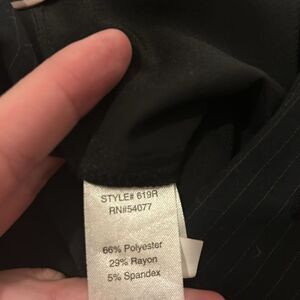 STYLE# 619R
RN#54077
66% Polyester
29% Rayon
5% Spandex